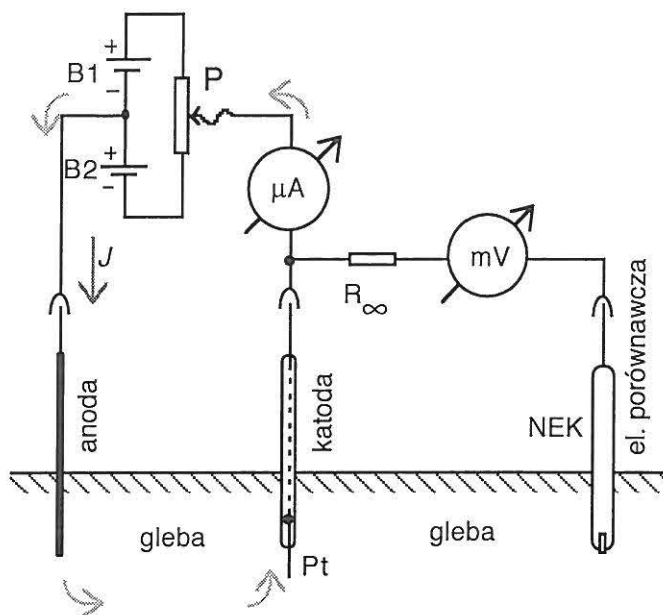 +
B1
−
P
+
B2
−
μA
mV
R∞
J
anoda
katoda
NEK
el. porównawcza
gleba
gleba
Pt